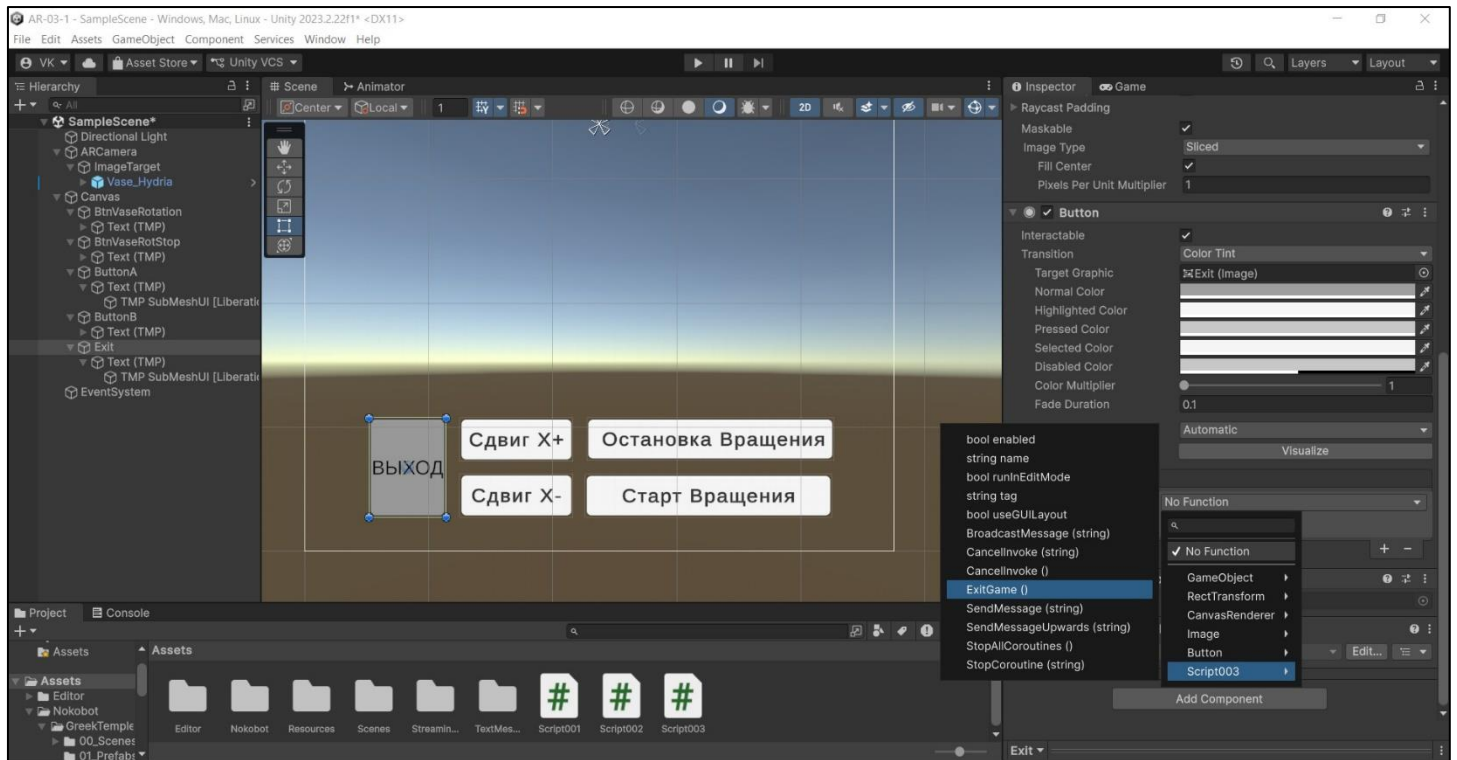 AR-03-1 - SampleScene - Windows, Mac, Linux - Unity 2023.2.22f1* <DX11>
File Edit Assets GameObject Component Services Window Help
VK Asset Store Unity VCS Layers Layout
Hierarchy
All
SampleScene*
Directional Light
ARCamera
ImageTarget
Vase_Hydria
Canvas
BtnVaseRotation
Text (TMP)
BtnVaseRotStop
Text (TMP)
ButtonA
Text (TMP)
TMP SubMeshUI [Liberati
ButtonB
Text (TMP)
Exit
Text (TMP)
TMP SubMeshUI [Liberati
EventSystem
Scene Animator
Center Local 1 2D
ВЫХОД
Сдвиг X+ Остановка Вращения
Сдвиг X- Старт Вращения
Inspector Game
Raycast Padding
Maskable
Image Type Sliced
Fill Center
Pixels Per Unit Multiplier 1
Button
Interactable
Transition Color Tint
Target Graphic Exit (Image)
Normal Color
Highlighted Color
Pressed Color
Selected Color
Disabled Color
Color Multiplier 1
Fade Duration 0.1
Automatic
Visualize
No Function
bool enabled
string name
bool runInEditMode
string tag
bool useGUILayout
BroadcastMessage (string)
CancelInvoke (string)
CancelInvoke ()
ExitGame ()
SendMessage (string)
SendMessageUpwards (string)
StopAllCoroutines ()
StopCoroutine (string)
No Function
GameObject
RectTransform
CanvasRenderer
Image
Button
Script003
Edit...
Add Component
Exit
Project Console
Assets
Assets
Editor
Nokobot
GreekTemple
00_Scenes
01_Prefabs
Assets
Editor Nokobot Resources Scenes Streamin... TextMes... Script001 Script002 Script003